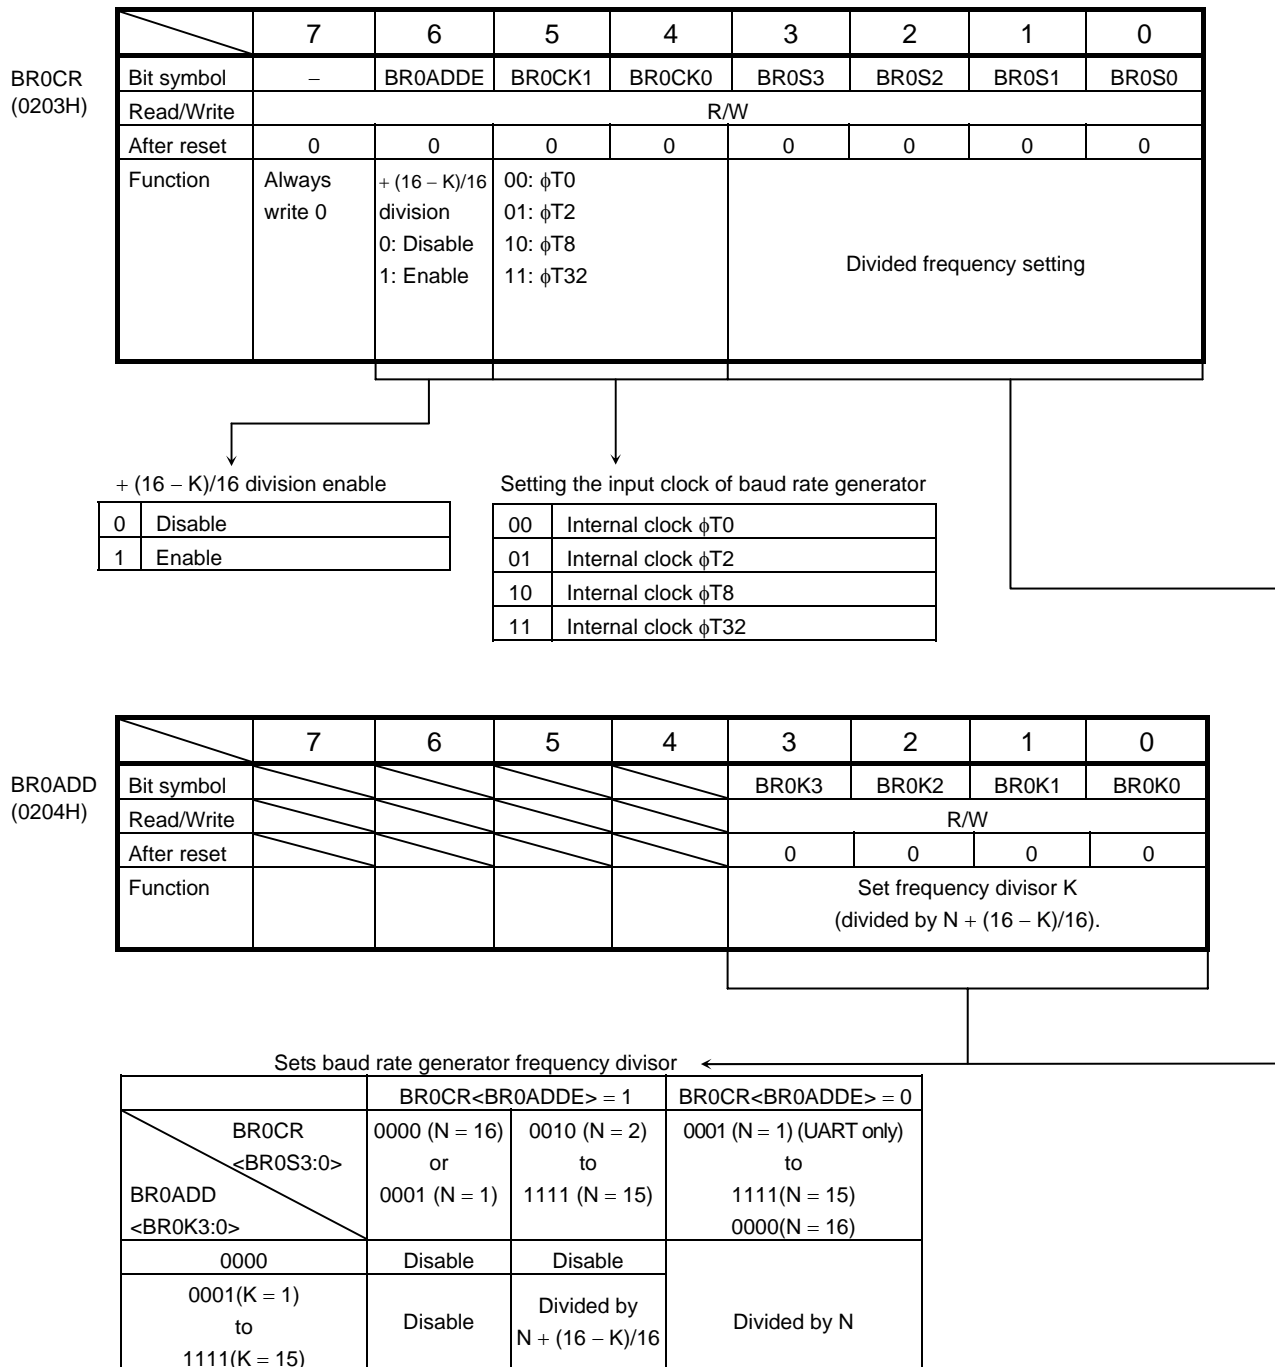 7 6 5 4 3 2 1 0
BR0CR
(0203H)
Bit symbol − BR0ADDE BR0CK1 BR0CK0 BR0S3 BR0S2 BR0S1 BR0S0
Read/Write R/W
After reset 0 0 0 0 0 0 0 0
Function Always + (16 − K)/16 00: ϕT0
write 0 division 01: ϕT2
0: Disable 10: ϕT8
Divided frequency setting
1: Enable 11: ϕT32
+ (16 − K)/16 division enable
0 Disable
1 Enable
Setting the input clock of baud rate generator
00 Internal clock ϕT0
01 Internal clock ϕT2
10 Internal clock ϕT8
11 Internal clock ϕT32
7 6 5 4 3 2 1 0
BR0ADD
(0204H)
Bit symbol BR0K3 BR0K2 BR0K1 BR0K0
Read/Write R/W
After reset 0 0 0 0
Function Set frequency divisor K
(divided by N + (16 − K)/16).
Sets baud rate generator frequency divisor
BR0CR<BR0ADDE> = 1 BR0CR<BR0ADDE> = 0
BR0CR 0000 (N = 16) 0010 (N = 2) 0001 (N = 1) (UART only)
<BR0S3:0> or to to
BR0ADD 0001 (N = 1) 1111 (N = 15) 1111(N = 15)
<BR0K3:0> 0000(N = 16)
0000 Disable Disable
0001(K = 1) Divided by
to Disable N + (16 − K)/16 Divided by N
1111(K = 15)